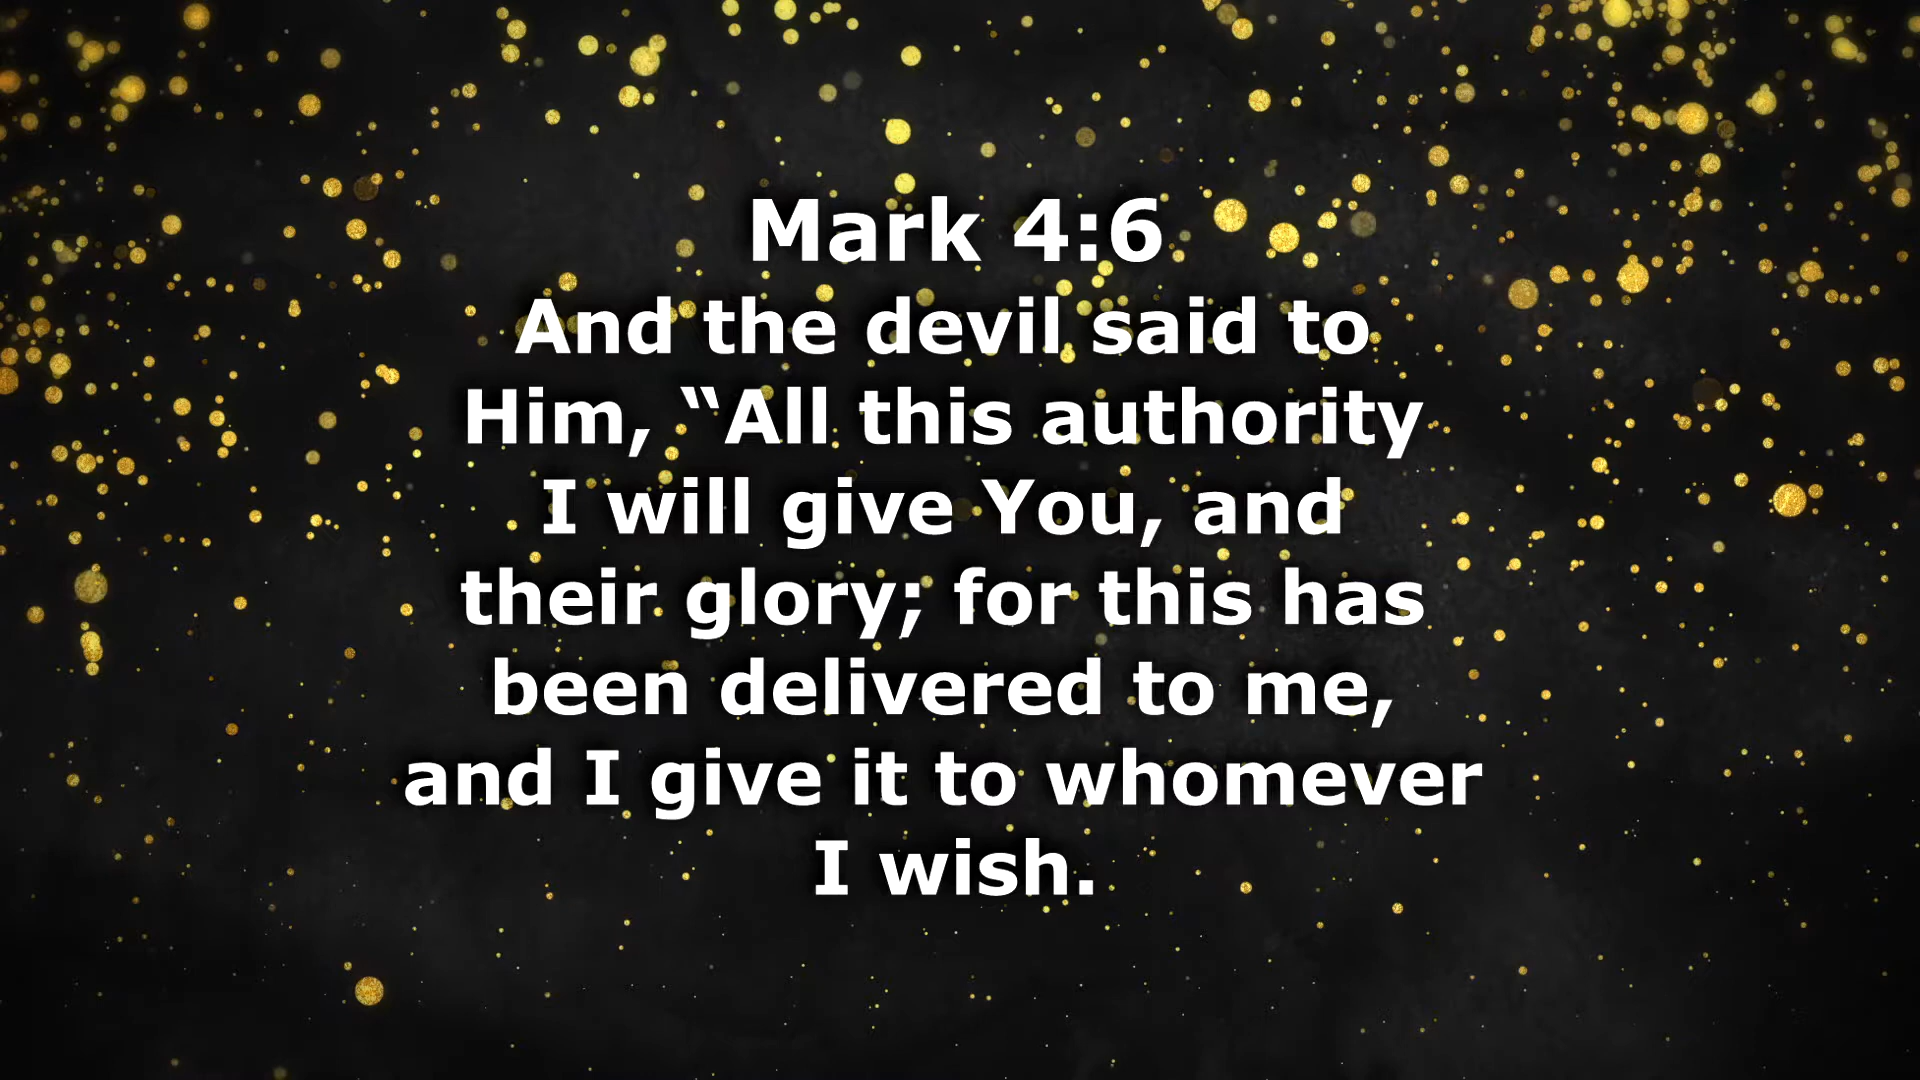 Mark 4:6
And the devil said to
Him, “All this authority
I will give You, and
their glory; for this has
been delivered to me,
and I give it to whomever
I wish.